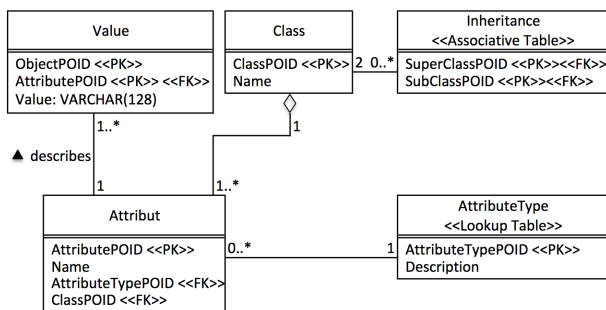 Value
ObjectPOID <<PK>>
AttributePOID <<PK>> <<FK>>
Value: VARCHAR(128)
Class
ClassPOID <<PK>>
Name
2 0..*
Inheritance
<<Associative Table>>
SuperClassPOID <<PK>><<FK>>
SubClassPOID <<PK>><<FK>>
1..*
▲ describes
1
1
1..*
Attribut
AttributePOID <<PK>>
Name
AttributeTypePOID <<FK>>
ClassPOID <<FK>>
0..*
1
AttributeType
<<Lookup Table>>
AttributeTypePOID <<PK>>
Description